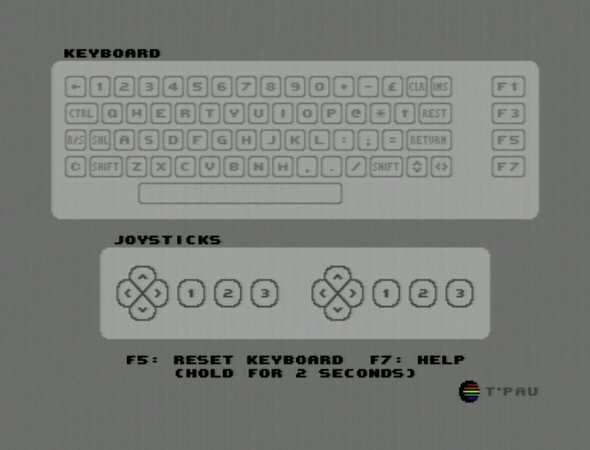 KEYBOARD
← 1 2 3 4 5 6 7 8 9 0 + - £ CLR INS F1
CTRL Q W E R T Y U I O P @ * ↑ REST F3
R/S SHL A S D F G H J K L : ; = RETURN F5
C= SHIFT Z X C V B N M , . / SHIFT F7
JOYSTICKS
1 2 3 1 2 3
F5: RESET KEYBOARD F7: HELP
(HOLD FOR 2 SECONDS)
T'PAU